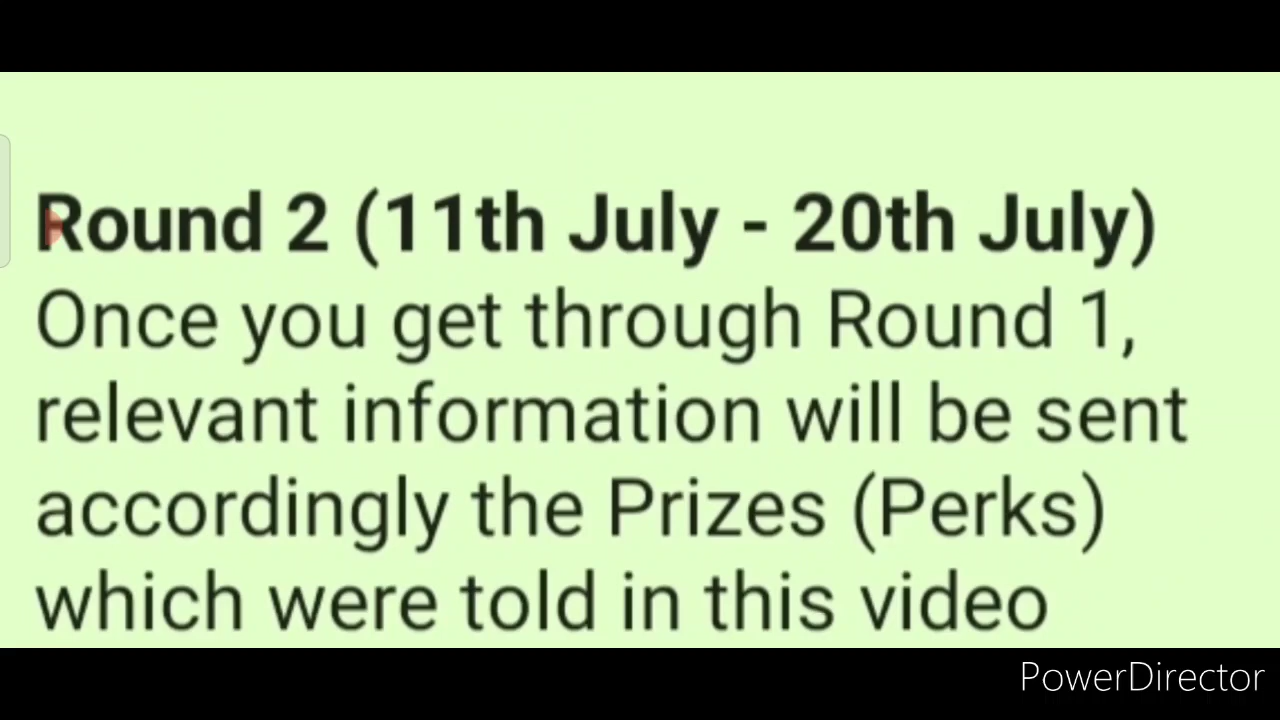 Round 2 (11th July - 20th July)
Once you get through Round 1,
relevant information will be sent
accordingly the Prizes (Perks)
which were told in this video
PowerDirector